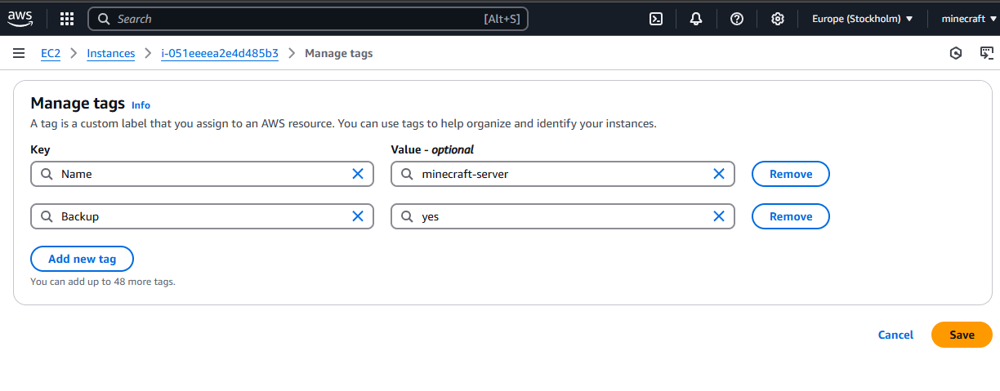 aws Search [Alt+S] Europe (Stockholm) minecraft
EC2 Instances i-051eeeea2e4d485b3 Manage tags
Manage tags Info
A tag is a custom label that you assign to an AWS resource. You can use tags to help organize and identify your instances.
Key Value - optional
Name minecraft-server Remove
Backup yes Remove
Add new tag
You can add up to 48 more tags.
Cancel Save